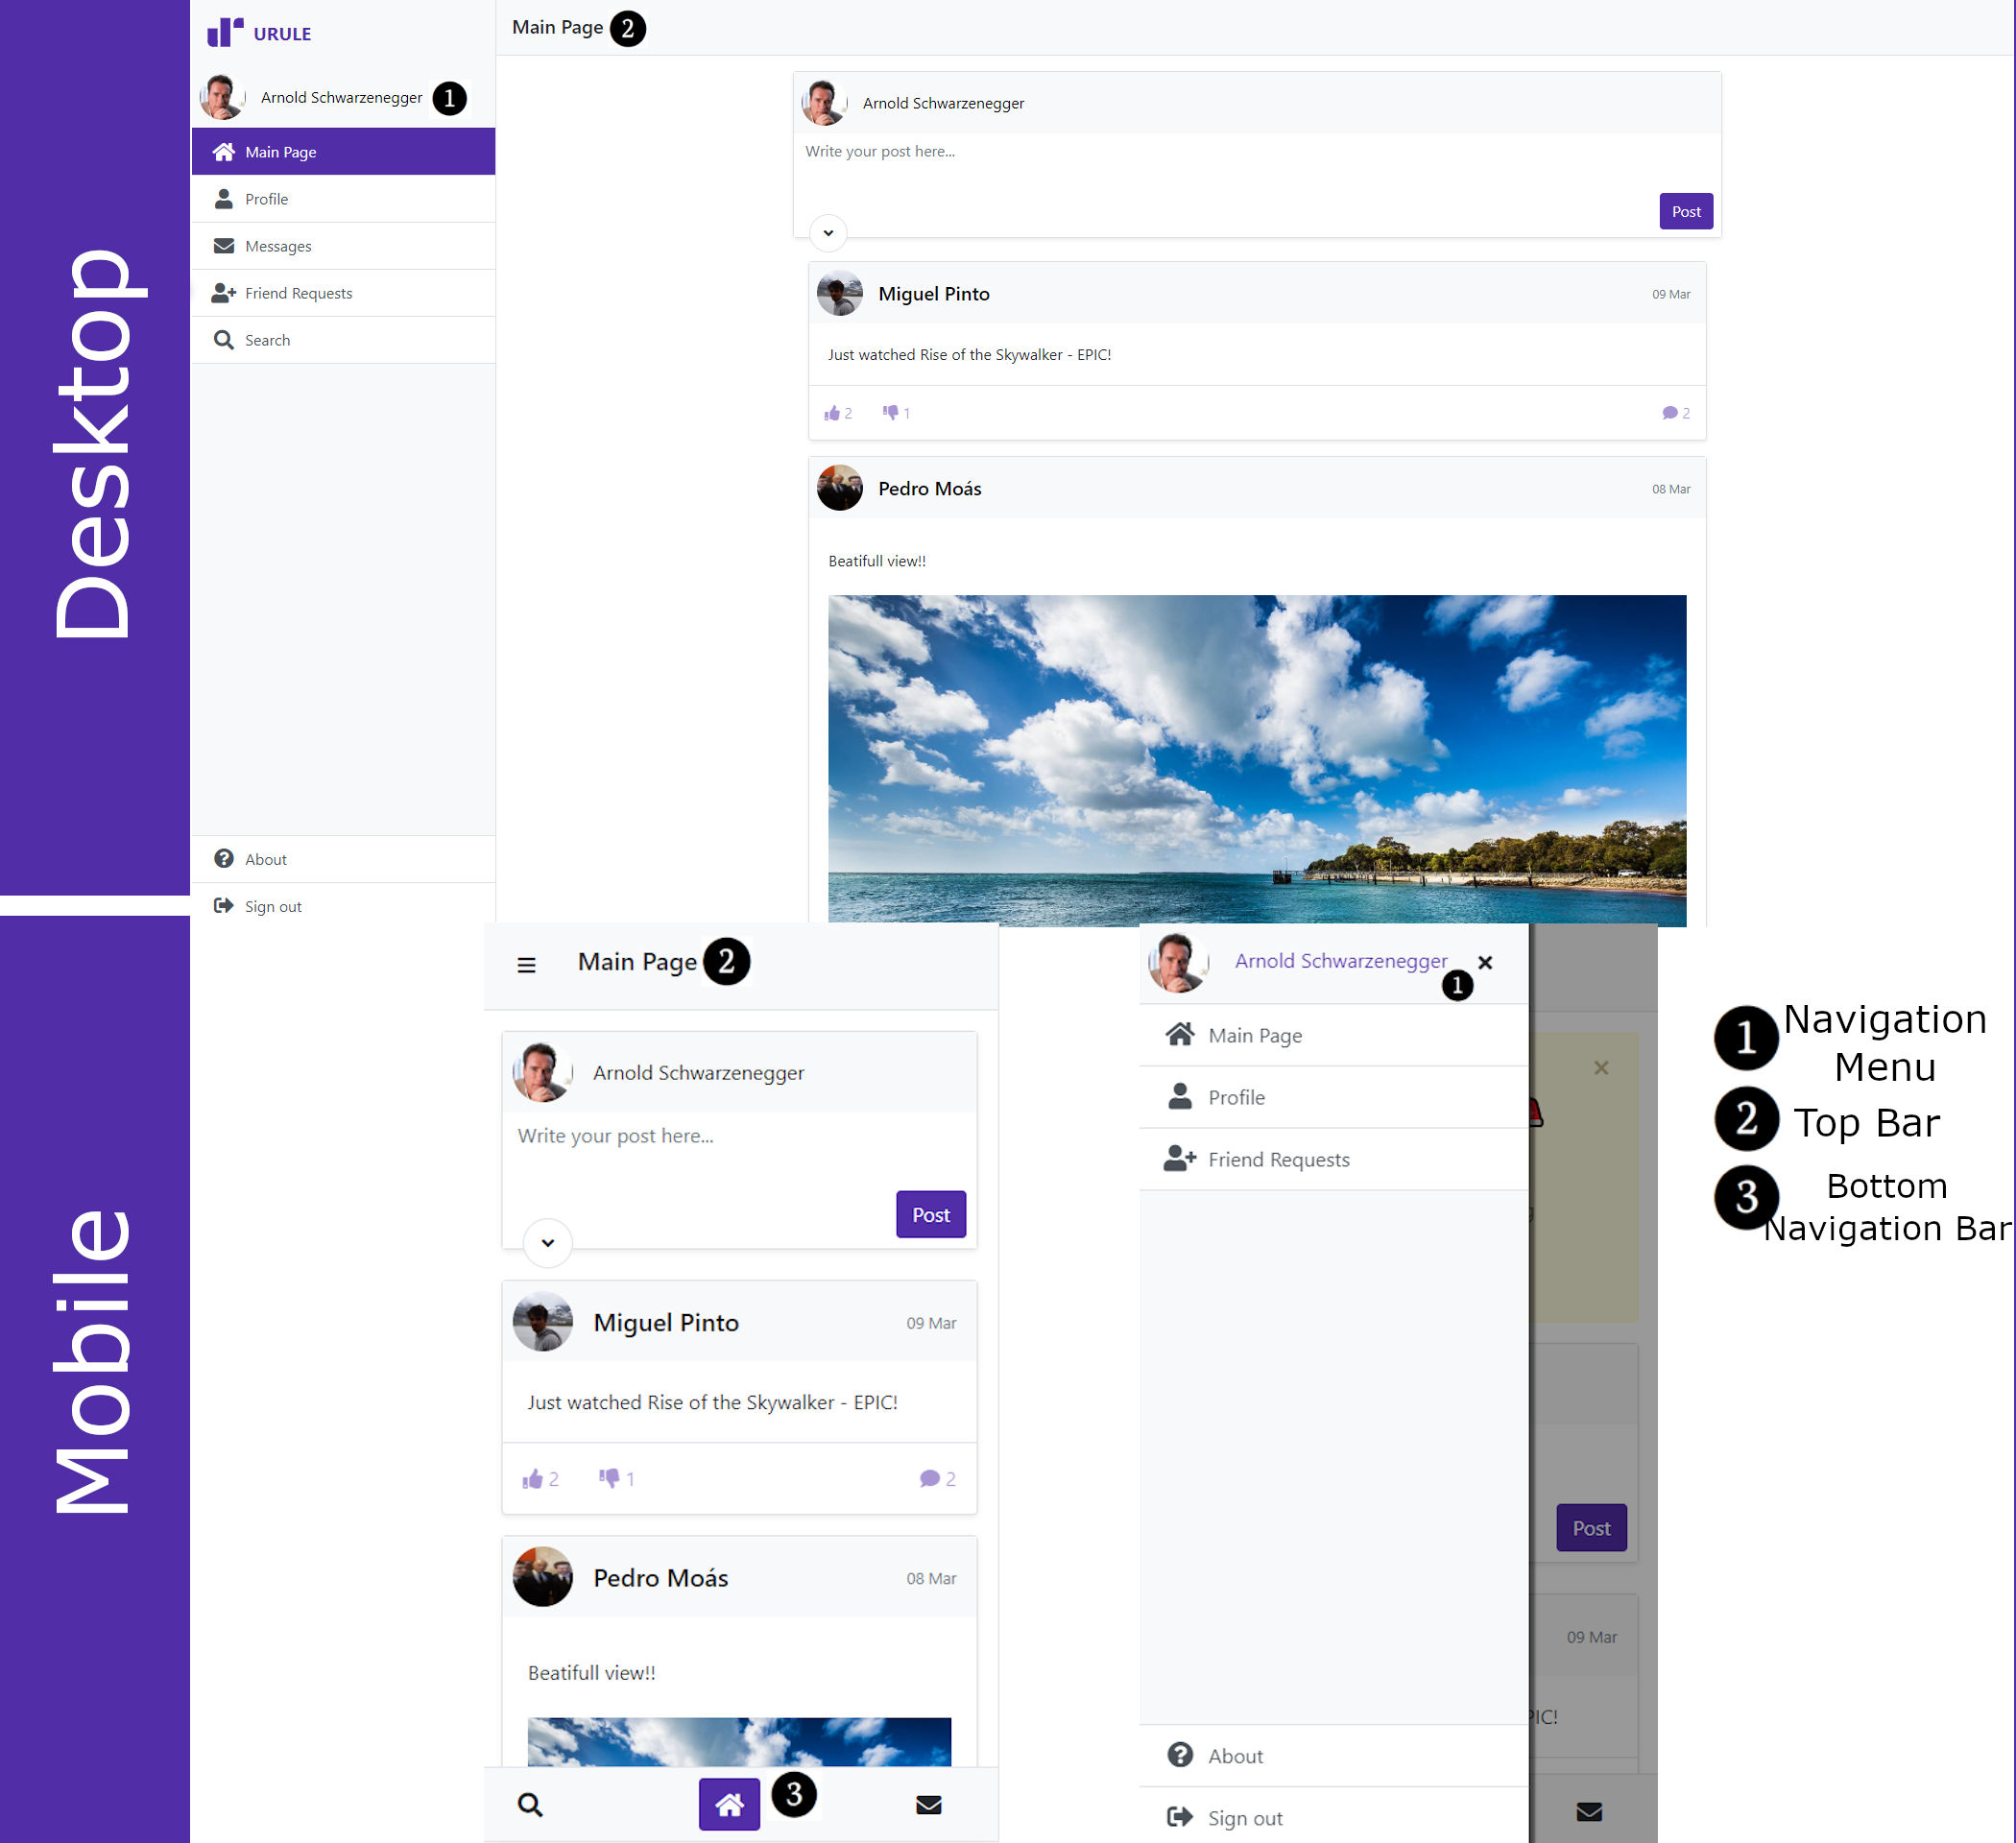 Desktop
URULE
Arnold Schwarzenegger 1
Main Page
Profile
Messages
Friend Requests
Search
About
Sign out
Main Page 2
Arnold Schwarzenegger
Write your post here...
Post
Miguel Pinto 09 Mar
Just watched Rise of the Skywalker - EPIC!
2 1 2
Pedro Moás 08 Mar
Beatifull view!!
Mobile
Main Page 2
Arnold Schwarzenegger
Write your post here...
Post
Miguel Pinto 09 Mar
Just watched Rise of the Skywalker - EPIC!
2 1 2
Pedro Moás 08 Mar
Beatifull view!!
3
Arnold Schwarzenegger
1
Main Page
Profile
Friend Requests
About
Sign out
Post
09 Mar
PIC!
1 Navigation
Menu
2 Top Bar
3 Bottom
Navigation Bar